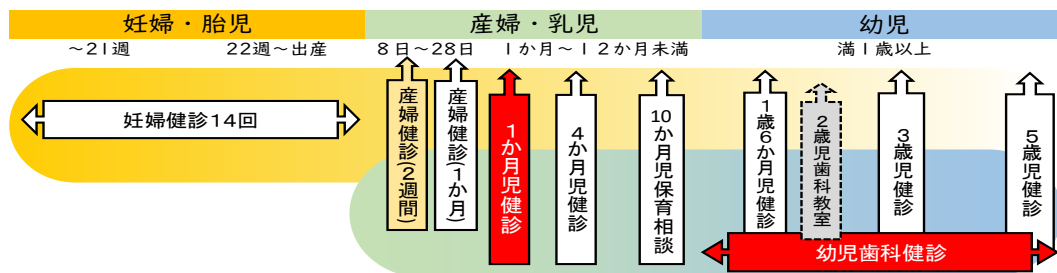 妊婦・胎児
産婦・乳児
幼児
～21週
22週～出産
8日～28日
1か月～12か月未満
満1歳以上
妊婦健診14回
産婦健診(2週間)
産婦健診(1か月)
1か月児健診
4か月児健診
10か月児保育相談
1歳6か月児健診
2歳児歯科教室
3歳児健診
5歳児健診
幼児歯科健診